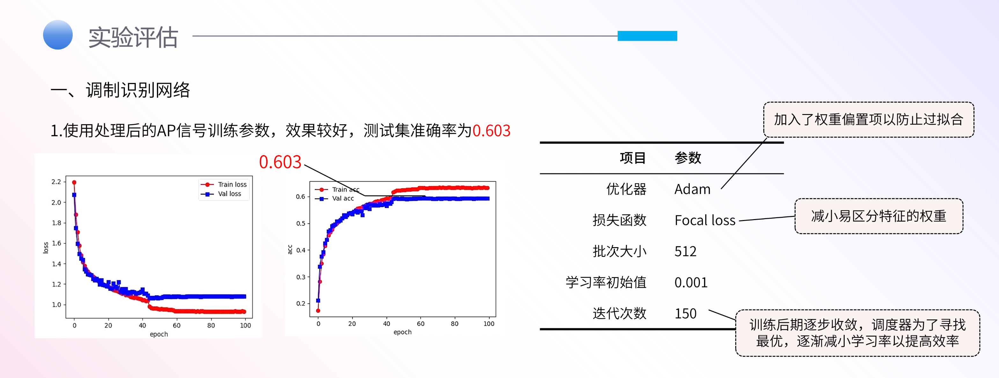 实验评估
一、调制识别网络
1.使用处理后的AP信号训练参数，效果较好，测试集准确率为0.603
0.603
2.2
2.0
1.8
1.6
1.4
1.2
1.0
loss
Train loss
Val loss
0 20 40 60 80 100
epoch
0.6
0.5
0.4
0.3
0.2
acc
Train acc
Val acc
0 20 40 60 80 100
epoch
项目 参数
优化器 Adam
损失函数 Focal loss
批次大小 512
学习率初始值 0.001
迭代次数 150
加入了权重偏置项以防止过拟合
减小易区分特征的权重
训练后期逐步收敛，调度器为了寻找
最优，逐渐减小学习率以提高效率